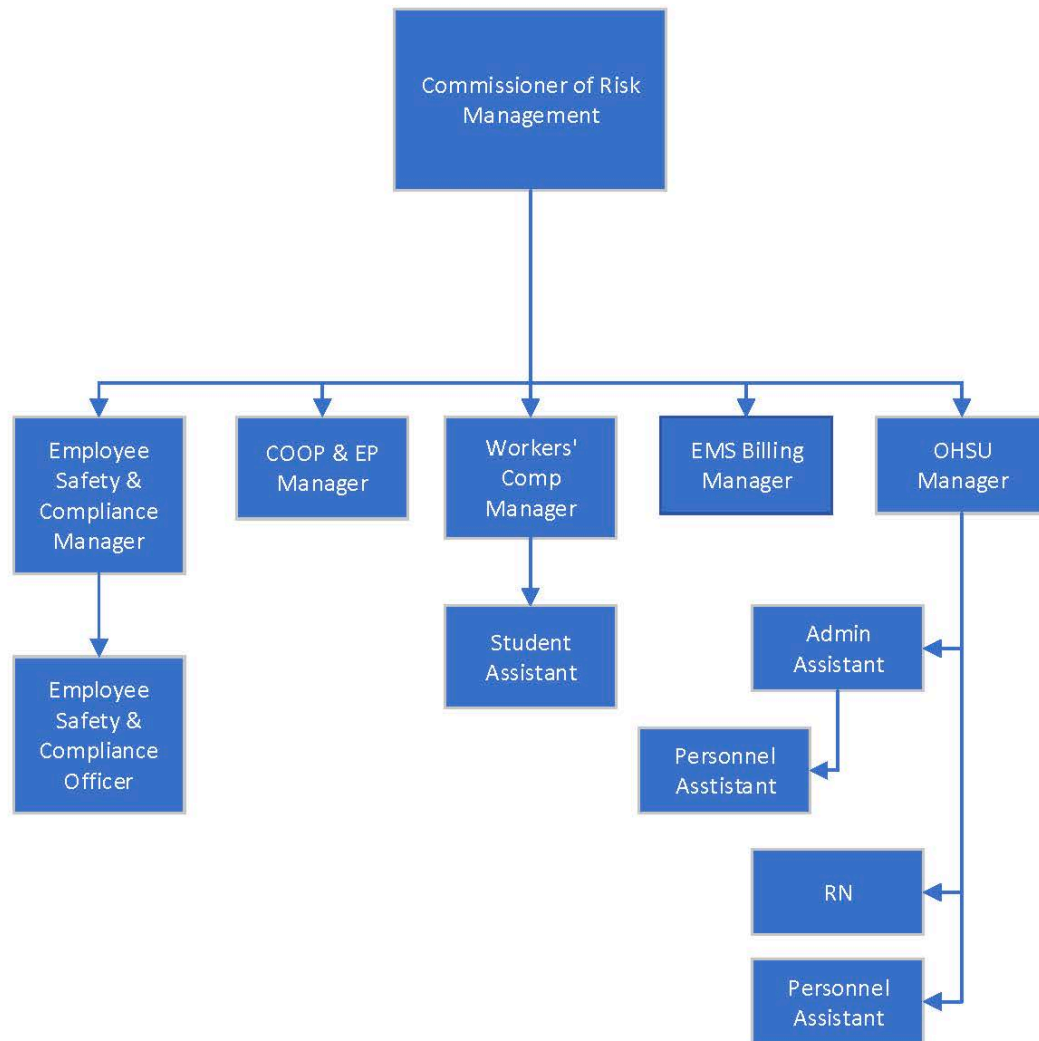 Commissioner of Risk
Management
Employee
Safety &
Compliance
Manager
COOP & EP
Manager
Workers'
Comp
Manager
EMS Billing
Manager
OHSU
Manager
Employee
Safety &
Compliance
Officer
Student
Assistant
Admin
Assistant
Personnel
Asstistant
RN
Personnel
Assistant